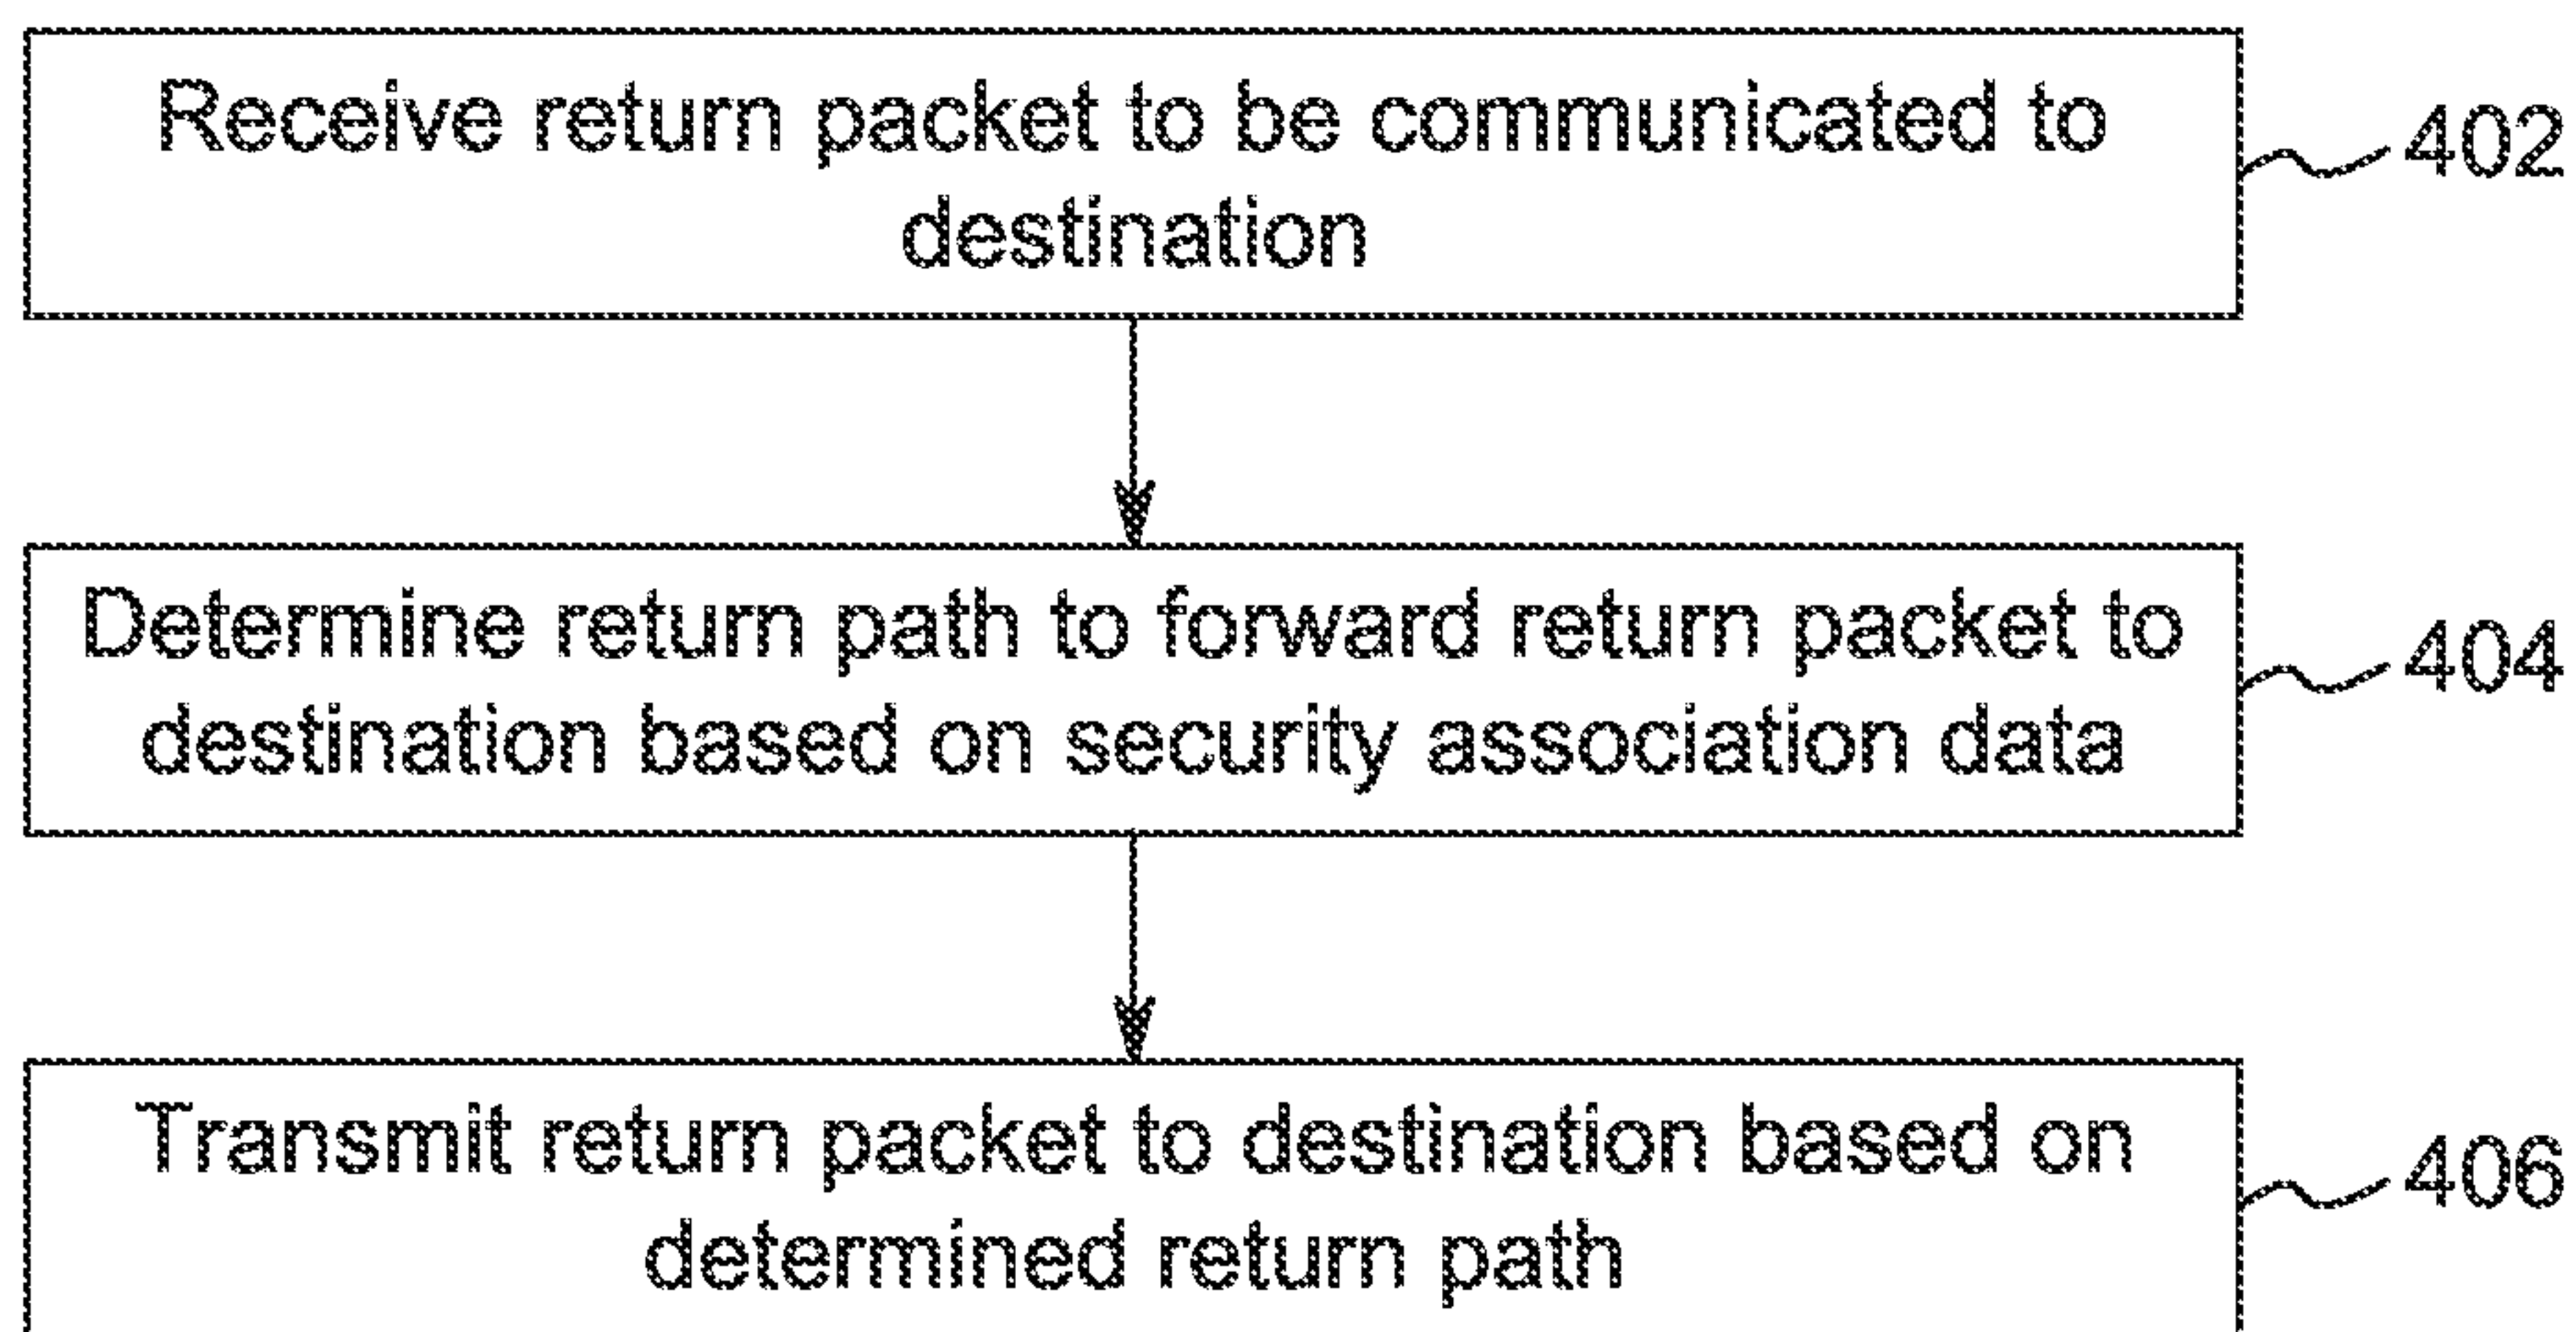 Receive return packet to be communicated to
destination
402
Determine return path to forward return packet to
destination based on security association data
404
Transmit return packet to destination based on
determined return path
406